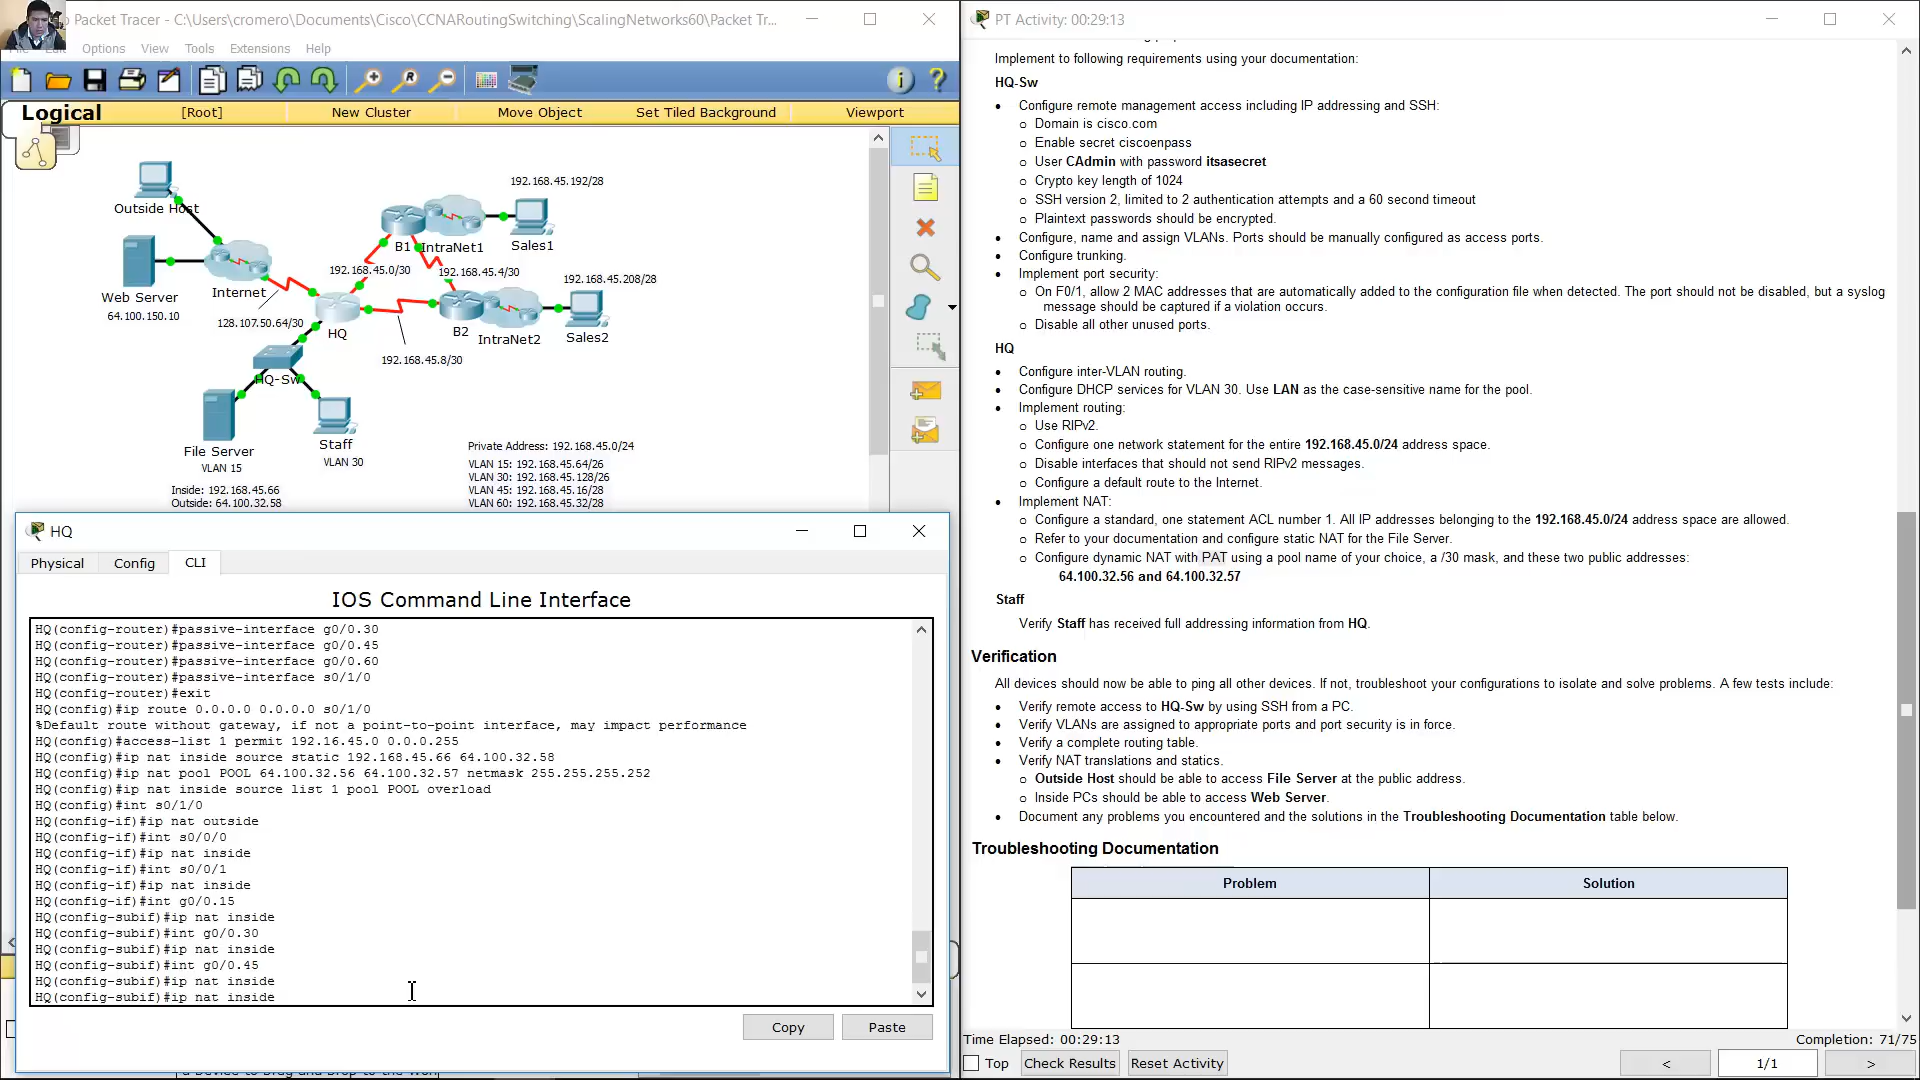 Packet Tracer - C:\Users\cromero\Documents\Cisco\CCNARoutingSwitching\ScalingNetworks60\Packet Tr...
Options View Tools Extensions Help
Logical [Root] New Cluster Move Object Set Tiled Background Viewport
192.168.45.192/28
Outside Host
B1 IntraNet1 Sales1
192.168.45.0/30 192.168.45.4/30
192.168.45.208/28
Internet
Web Server
64.100.150.10
128.107.50.64/30
HQ
B2 IntraNet2 Sales2
192.168.45.8/30
HQ-Sw
File Server
VLAN 15
Staff
VLAN 30
Inside: 192.168.45.66
Outside: 64.100.32.58
Private Address: 192.168.45.0/24
VLAN 15: 192.168.45.64/26
VLAN 30: 192.168.45.128/26
VLAN 45: 192.168.45.16/28
VLAN 60: 192.168.45.32/28
HQ
Physical Config CLI
IOS Command Line Interface
HQ(config-router)#passive-interface g0/0.30
HQ(config-router)#passive-interface g0/0.45
HQ(config-router)#passive-interface g0/0.60
HQ(config-router)#passive-interface s0/1/0
HQ(config-router)#exit
HQ(config)#ip route 0.0.0.0 0.0.0.0 s0/1/0
%Default route without gateway, if not a point-to-point interface, may impact performance
HQ(config)#access-list 1 permit 192.16.45.0 0.0.0.255
HQ(config)#ip nat inside source static 192.168.45.66 64.100.32.58
HQ(config)#ip nat pool POOL 64.100.32.56 64.100.32.57 netmask 255.255.255.252
HQ(config)#ip nat inside source list 1 pool POOL overload
HQ(config)#int s0/1/0
HQ(config-if)#ip nat outside
HQ(config-if)#int s0/0/0
HQ(config-if)#ip nat inside
HQ(config-if)#int s0/0/1
HQ(config-if)#ip nat inside
HQ(config-if)#int g0/0.15
HQ(config-subif)#ip nat inside
HQ(config-subif)#int g0/0.30
HQ(config-subif)#ip nat inside
HQ(config-subif)#int g0/0.45
HQ(config-subif)#ip nat inside
HQ(config-subif)#ip nat inside
Copy Paste
PT Activity: 00:29:13
Implement to following requirements using your documentation:
HQ-Sw
• Configure remote management access including IP addressing and SSH:
o Domain is cisco.com
o Enable secret ciscoenpass
o User CAdmin with password itsasecret
o Crypto key length of 1024
o SSH version 2, limited to 2 authentication attempts and a 60 second timeout
o Plaintext passwords should be encrypted.
• Configure, name and assign VLANs. Ports should be manually configured as access ports.
• Configure trunking.
• Implement port security:
o On F0/1, allow 2 MAC addresses that are automatically added to the configuration file when detected. The port should not be disabled, but a syslog
message should be captured if a violation occurs.
o Disable all other unused ports.
HQ
• Configure inter-VLAN routing.
• Configure DHCP services for VLAN 30. Use LAN as the case-sensitive name for the pool.
• Implement routing:
o Use RIPv2.
o Configure one network statement for the entire 192.168.45.0/24 address space.
o Disable interfaces that should not send RIPv2 messages.
o Configure a default route to the Internet.
• Implement NAT:
o Configure a standard, one statement ACL number 1. All IP addresses belonging to the 192.168.45.0/24 address space are allowed.
o Refer to your documentation and configure static NAT for the File Server.
o Configure dynamic NAT with PAT using a pool name of your choice, a /30 mask, and these two public addresses:
64.100.32.56 and 64.100.32.57
Staff
Verify Staff has received full addressing information from HQ.
Verification
All devices should now be able to ping all other devices. If not, troubleshoot your configurations to isolate and solve problems. A few tests include:
• Verify remote access to HQ-Sw by using SSH from a PC.
• Verify VLANs are assigned to appropriate ports and port security is in force.
• Verify a complete routing table.
• Verify NAT translations and statics.
o Outside Host should be able to access File Server at the public address.
o Inside PCs should be able to access Web Server.
• Document any problems you encountered and the solutions in the Troubleshooting Documentation table below.
Troubleshooting Documentation
Problem Solution
Time Elapsed: 00:29:13 Completion: 71/75
Top Check Results Reset Activity < 1/1 >